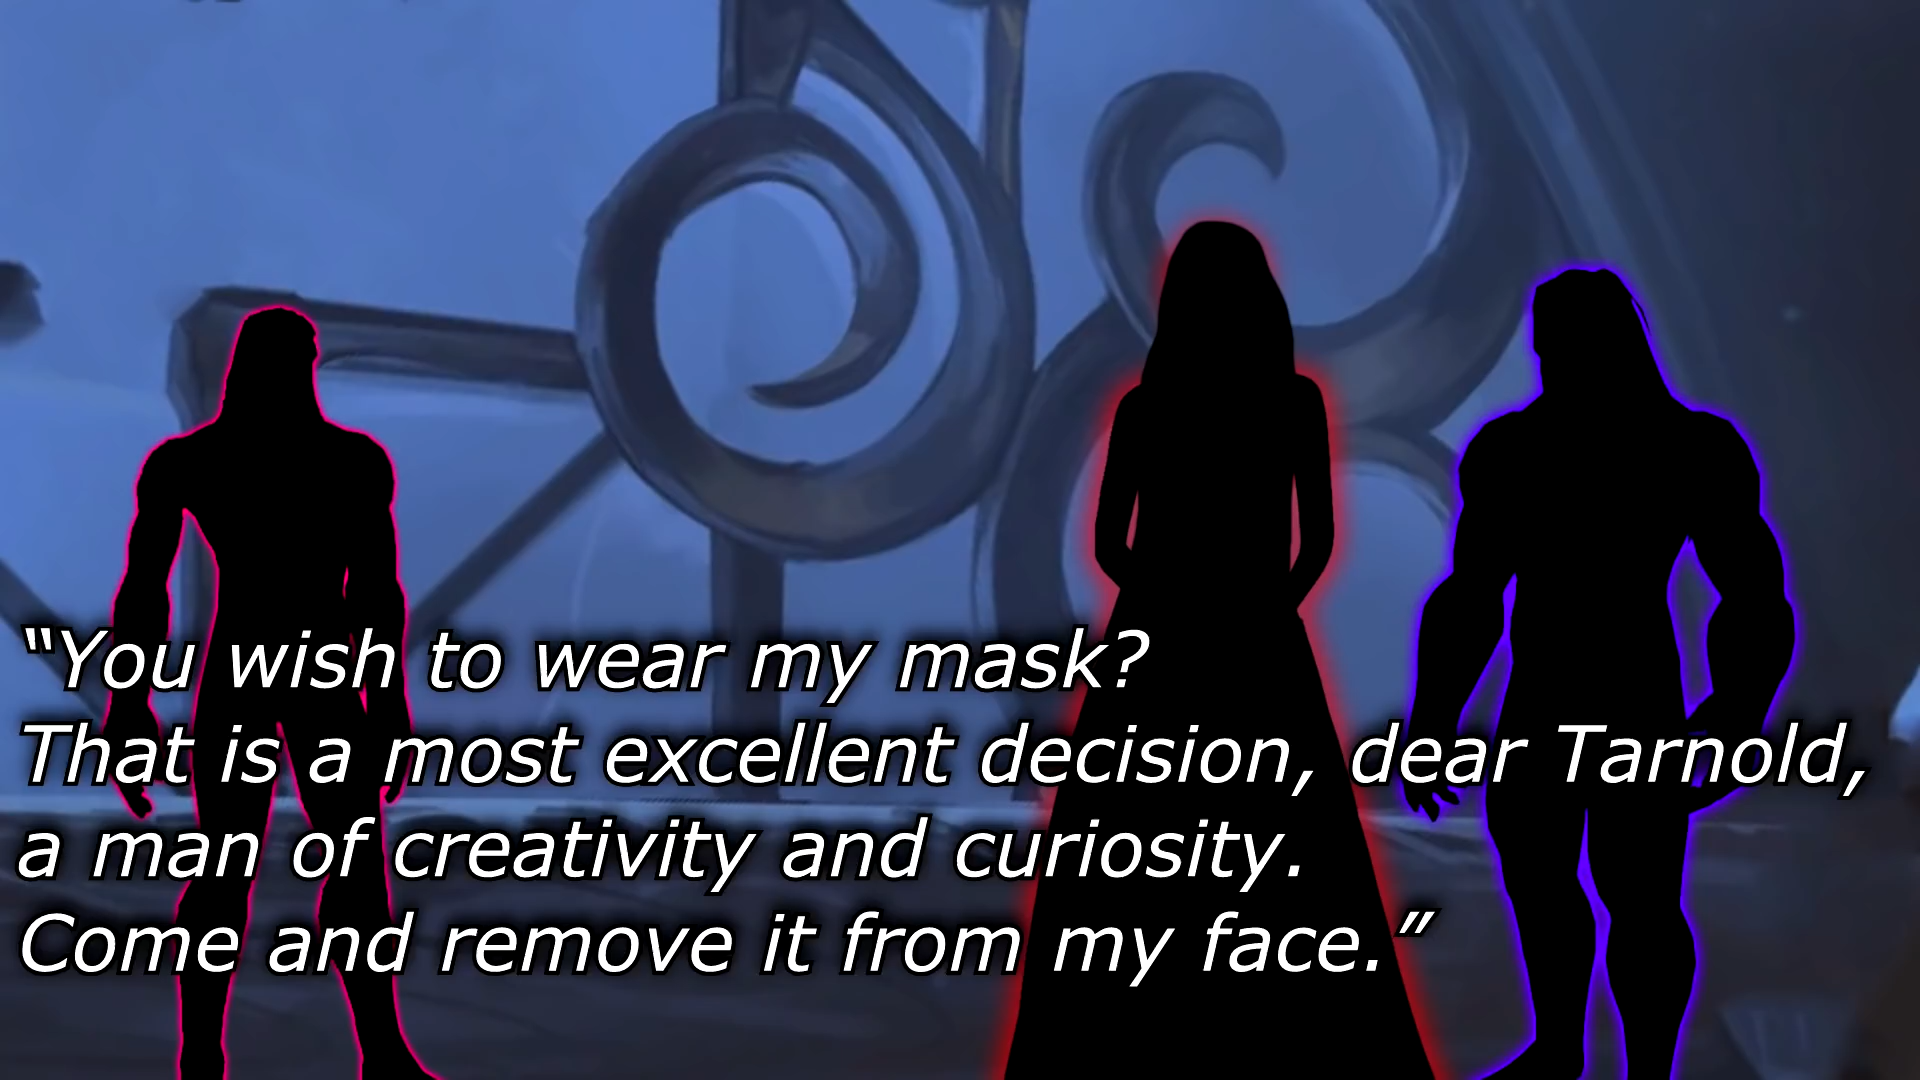 “You wish to wear my mask?
That is a most excellent decision, dear Tarnold,
a man of creativity and curiosity.
Come and remove it from my face.”